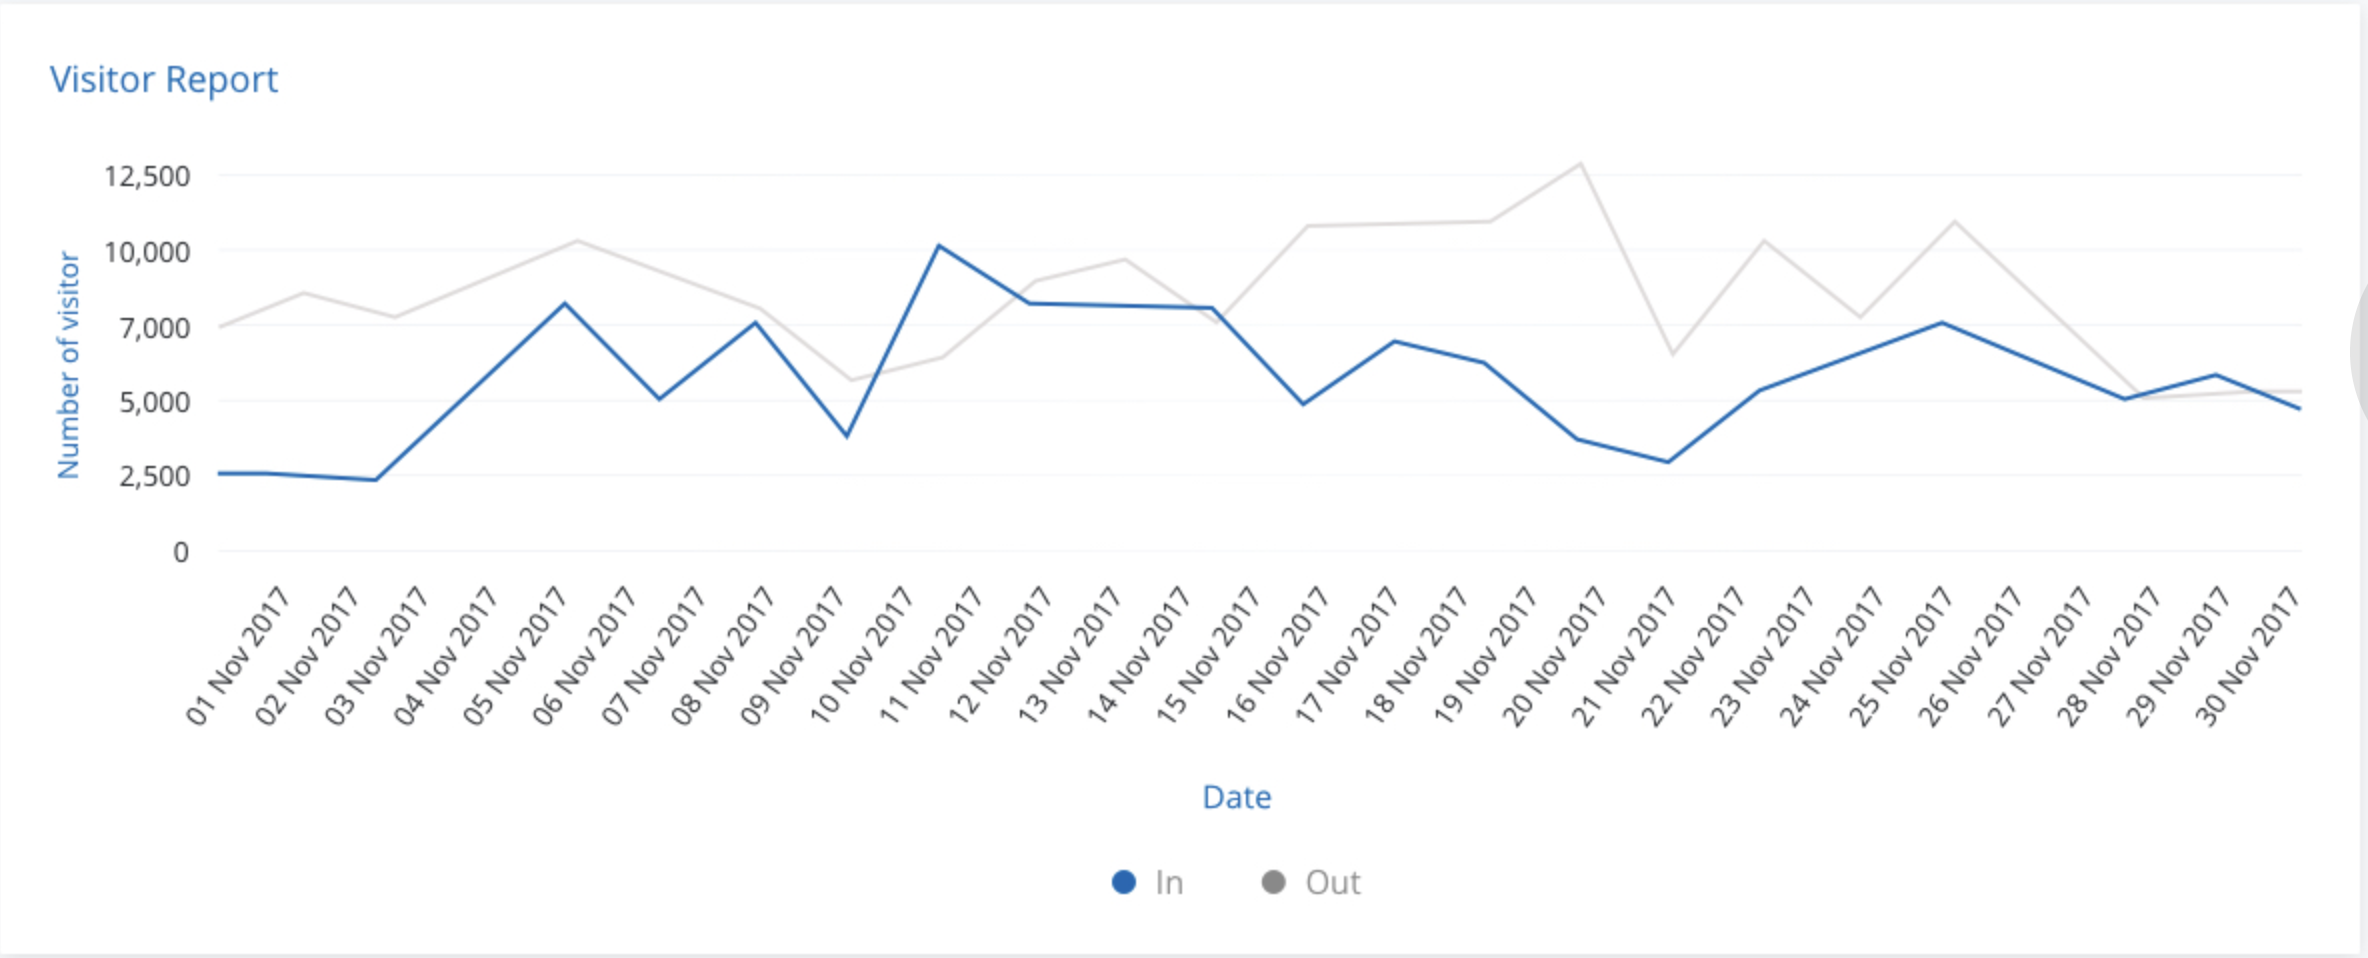 Visitor Report
Number of visitor
12,500
10,000
7,000
5,000
2,500
0
01 Nov 2017
02 Nov 2017
03 Nov 2017
04 Nov 2017
05 Nov 2017
06 Nov 2017
07 Nov 2017
08 Nov 2017
09 Nov 2017
10 Nov 2017
11 Nov 2017
12 Nov 2017
13 Nov 2017
14 Nov 2017
15 Nov 2017
16 Nov 2017
17 Nov 2017
18 Nov 2017
19 Nov 2017
20 Nov 2017
21 Nov 2017
22 Nov 2017
23 Nov 2017
24 Nov 2017
25 Nov 2017
26 Nov 2017
27 Nov 2017
28 Nov 2017
29 Nov 2017
30 Nov 2017
Date
In
Out